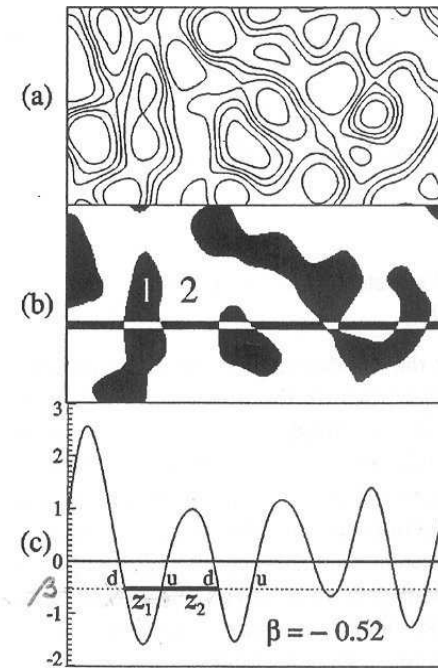 (a)
(b)
1 2
3
2
1
(c)
0
d u d u
β
z₁ z₂
-1
β = − 0.52
-2